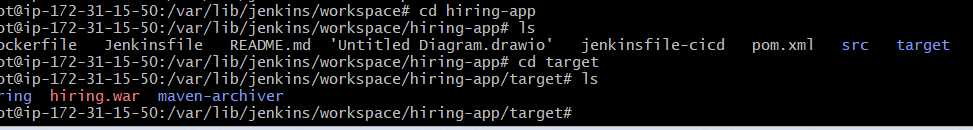 ot@ip-172-31-15-50:/var/lib/jenkins/workspace# cd hiring-app
ot@ip-172-31-15-50:/var/lib/jenkins/workspace/hiring-app# ls
ockerfile Jenkinsfile README.md 'Untitled Diagram.drawio' jenkinsfile-cicd pom.xml src target
ot@ip-172-31-15-50:/var/lib/jenkins/workspace/hiring-app# cd target
ot@ip-172-31-15-50:/var/lib/jenkins/workspace/hiring-app/target# ls
ring hiring.war maven-archiver
ot@ip-172-31-15-50:/var/lib/jenkins/workspace/hiring-app/target#